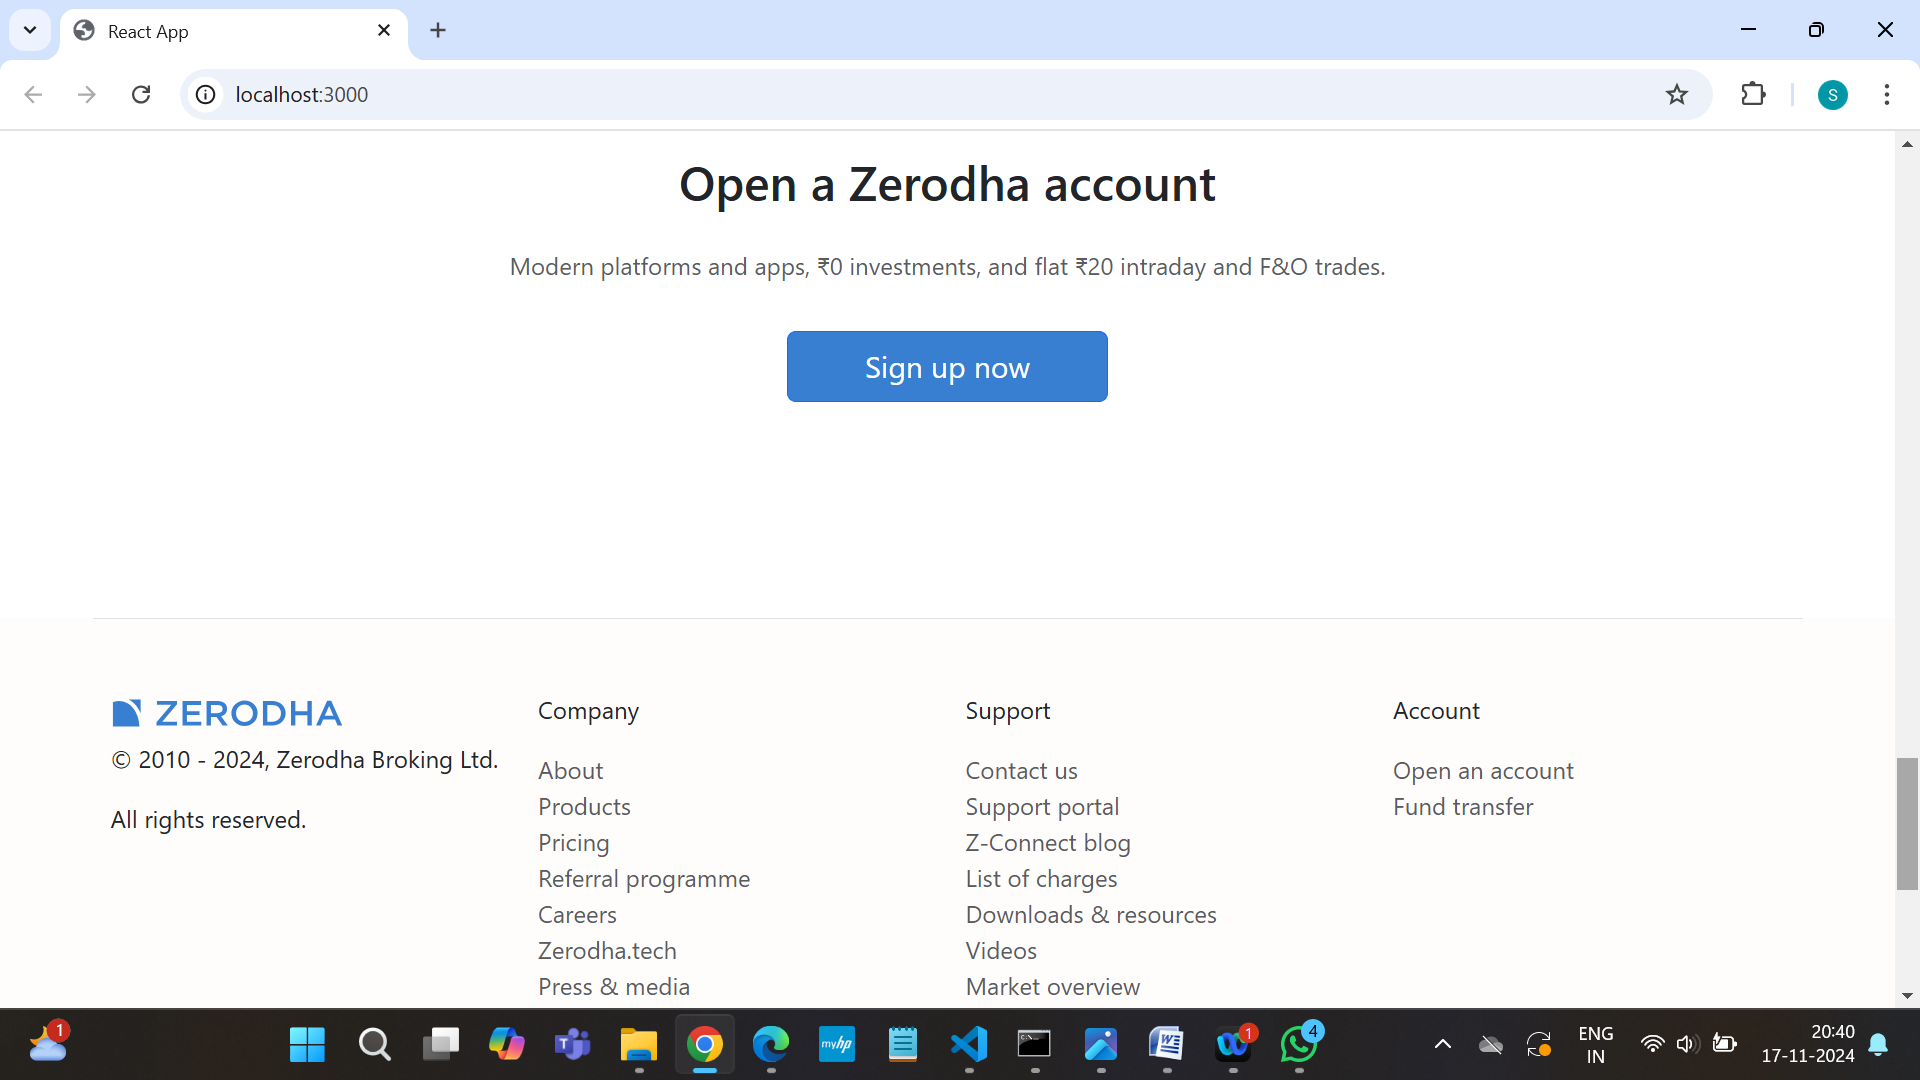 React App
localhost:3000
S
Open a Zerodha account
Modern platforms and apps, ₹0 investments, and flat ₹20 intraday and F&O trades.
Sign up now
ZERODHA
© 2010 - 2024, Zerodha Broking Ltd.
All rights reserved.
Company
About
Products
Pricing
Referral programme
Careers
Zerodha.tech
Press & media
Support
Contact us
Support portal
Z-Connect blog
List of charges
Downloads & resources
Videos
Market overview
Account
Open an account
Fund transfer
1
myhp
1
4
ENG
IN
20:40
17-11-2024